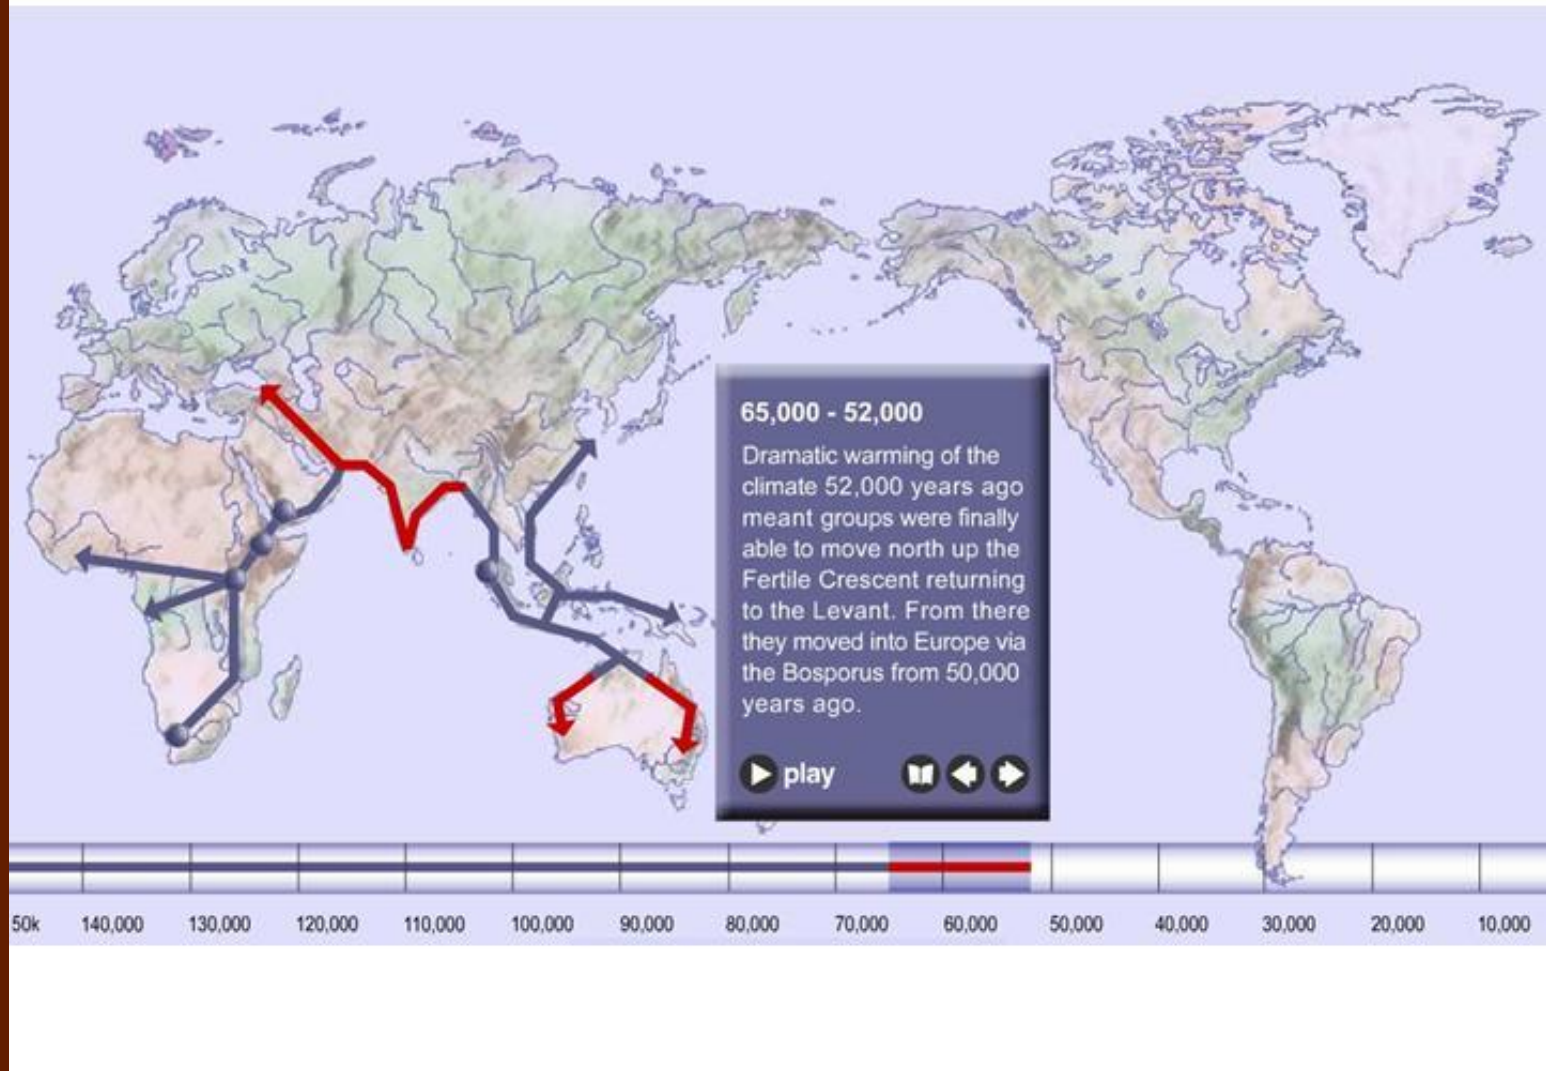 65,000 - 52,000
Dramatic warming of the
climate 52,000 years ago
meant groups were finally
able to move north up the
Fertile Crescent returning
to the Levant. From there
they moved into Europe via
the Bosporus from 50,000
years ago.
play
50k 140,000 130,000 120,000 110,000 100,000 90,000 80,000 70,000 60,000 50,000 40,000 30,000 20,000 10,000